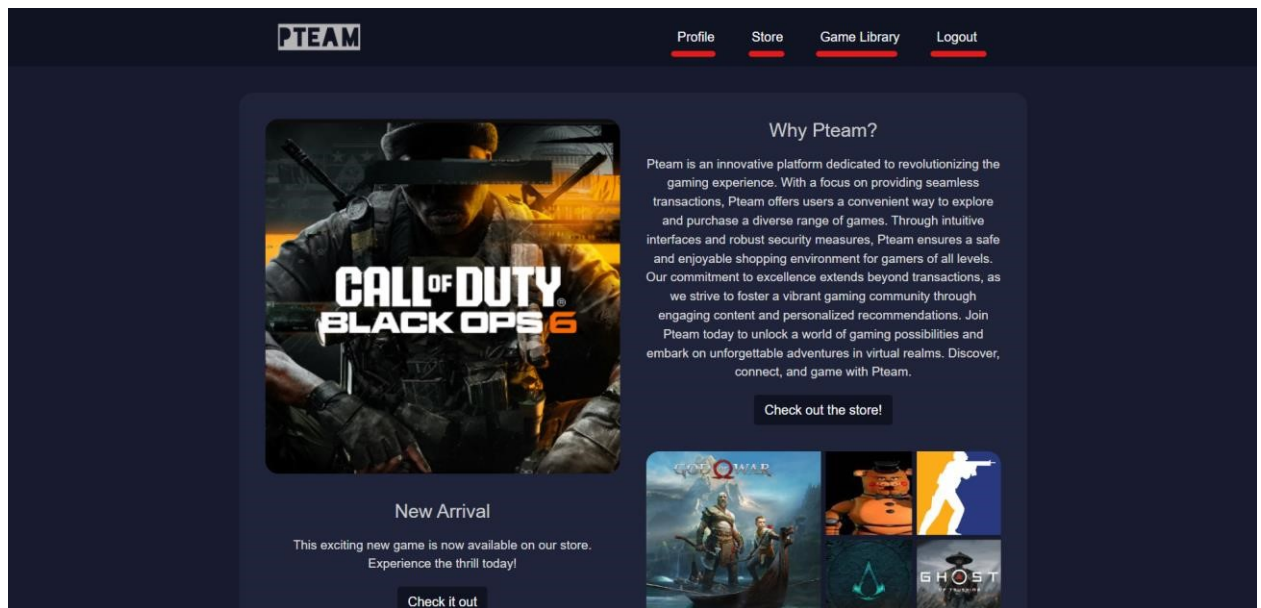 PTEAM
Profile
Store
Game Library
Logout
CALL OF DUTY®
BLACK OPS 6
New Arrival
This exciting new game is now available on our store.
Experience the thrill today!
Check it out
Why Pteam?
Pteam is an innovative platform dedicated to revolutionizing the
gaming experience. With a focus on providing seamless
transactions, Pteam offers users a convenient way to explore
and purchase a diverse range of games. Through intuitive
interfaces and robust security measures, Pteam ensures a safe
and enjoyable shopping environment for gamers of all levels.
Our commitment to excellence extends beyond transactions, as
we strive to foster a vibrant gaming community through
engaging content and personalized recommendations. Join
Pteam today to unlock a world of gaming possibilities and
embark on unforgettable adventures in virtual realms. Discover,
connect, and game with Pteam.
Check out the store!
GOD WAR
GHOST